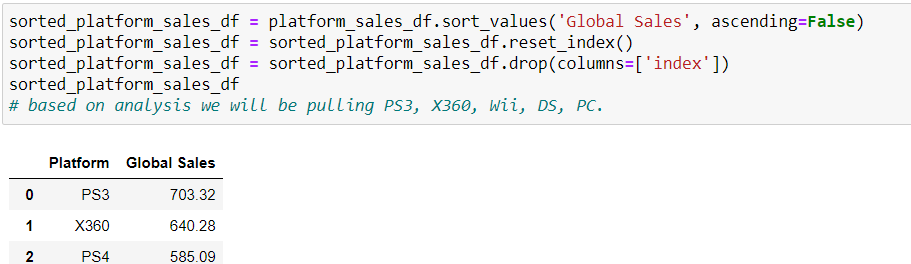 sorted_platform_sales_df = platform_sales_df.sort_values('Global Sales', ascending=False)
sorted_platform_sales_df = sorted_platform_sales_df.reset_index()
sorted_platform_sales_df = sorted_platform_sales_df.drop(columns=['index'])
sorted_platform_sales_df
# based on analysis we will be pulling PS3, X360, Wii, DS, PC.
Platform Global Sales
0 PS3 703.32
1 X360 640.28
2 PS4 585.09